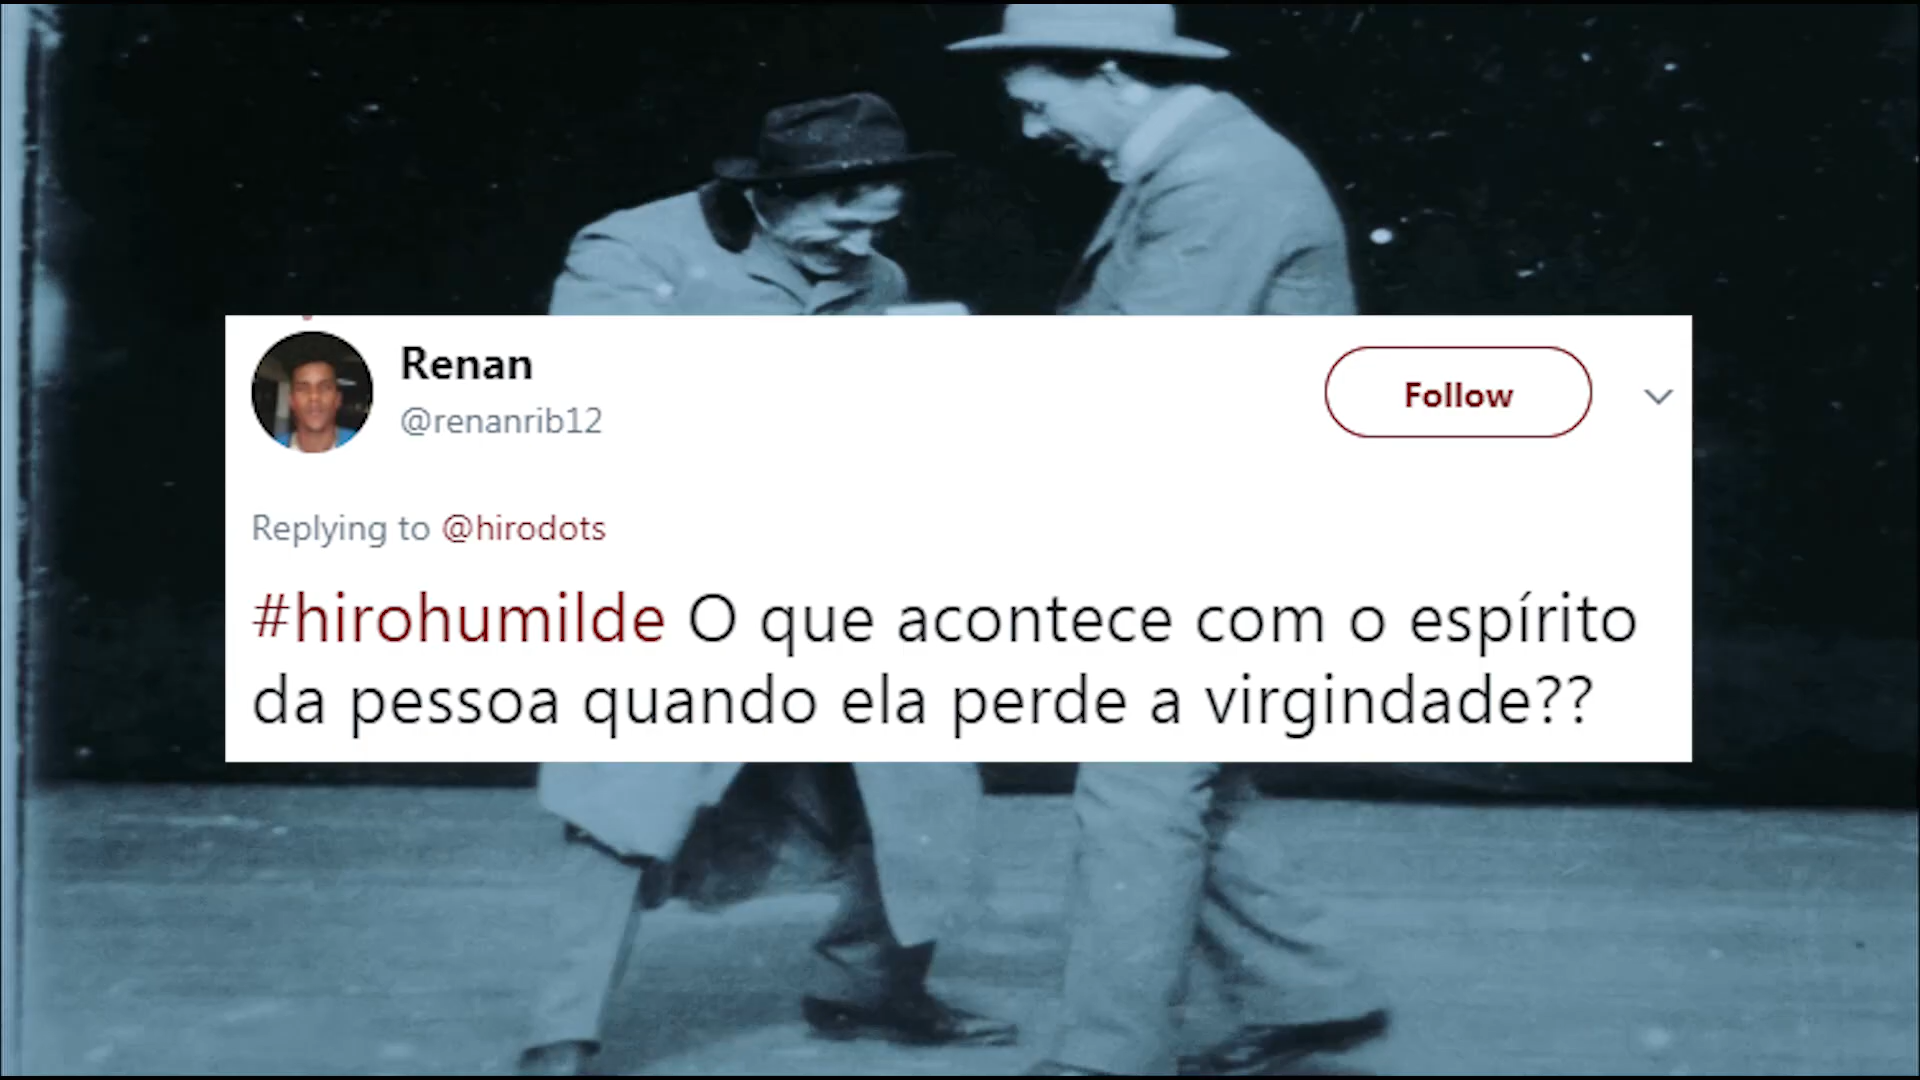 Renan
Follow
@renanrib12
Replying to @hirodots
#hirohumilde O que acontece com o espírito
da pessoa quando ela perde a virgindade??